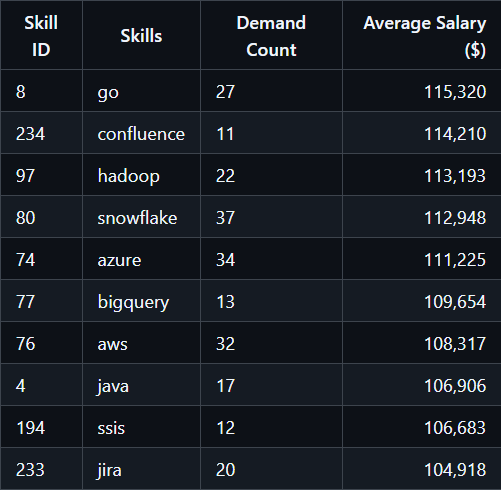 Skill ID Skills Demand Count Average Salary ($)
8 go 27 115,320
234 confluence 11 114,210
97 hadoop 22 113,193
80 snowflake 37 112,948
74 azure 34 111,225
77 bigquery 13 109,654
76 aws 32 108,317
4 java 17 106,906
194 ssis 12 106,683
233 jira 20 104,918